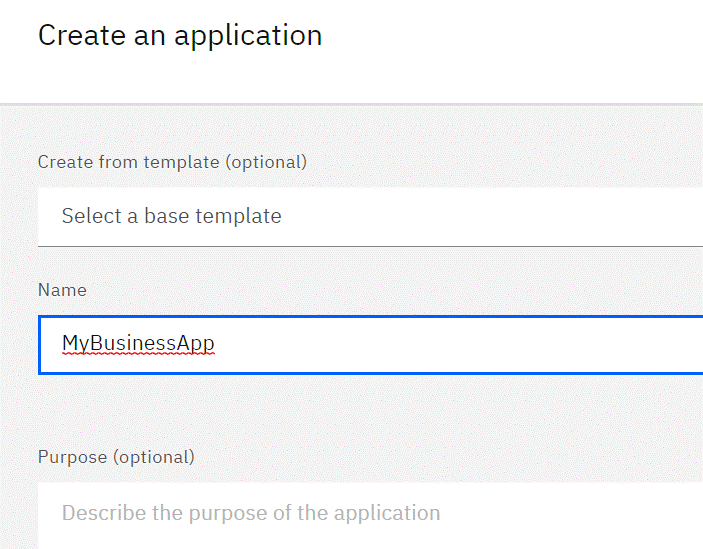 Create an application
Create from template (optional)
Select a base template
Name
MyBusinessApp
Purpose (optional)
Describe the purpose of the application